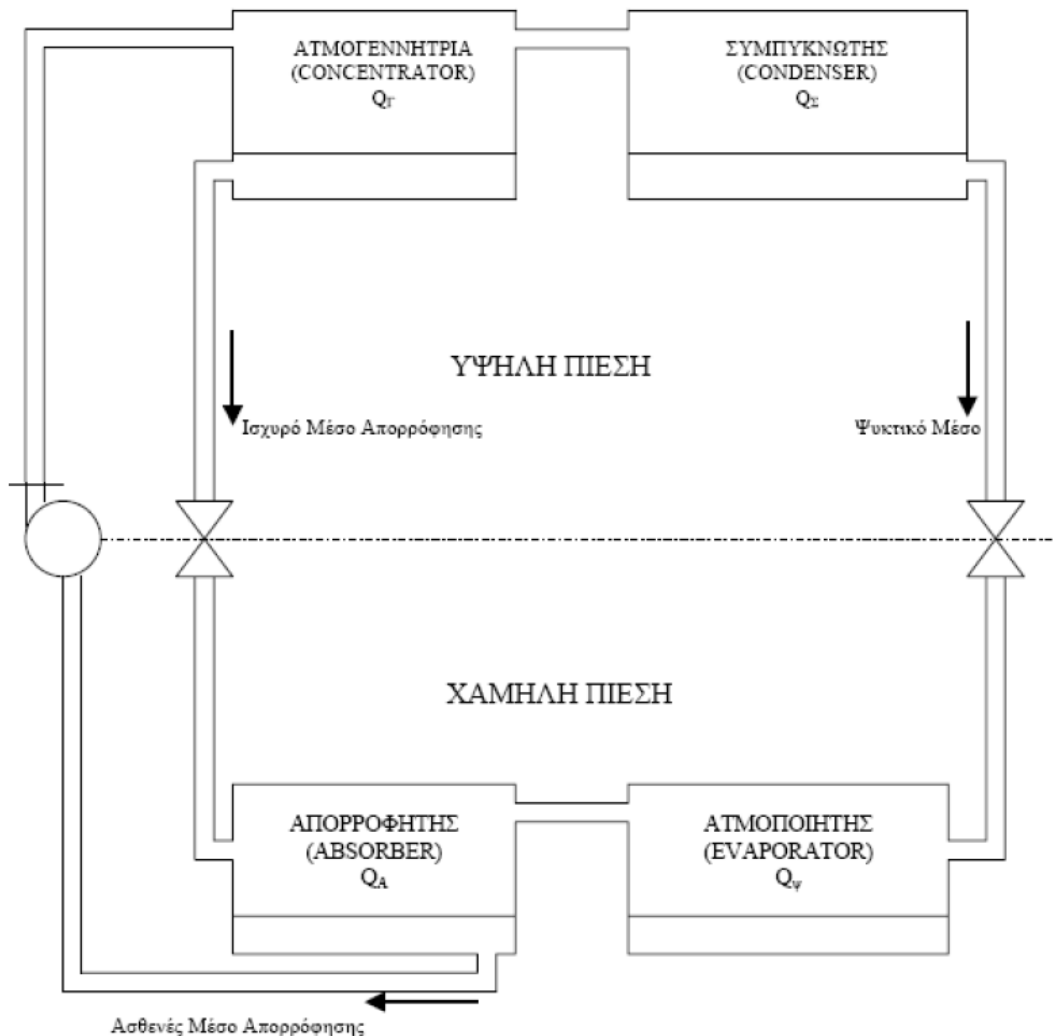 ΑΤΜΟΓΕΝΝΗΤΡΙΑ
(CONCENTRATOR)
QΓ
ΣΥΜΠΥΚΝΩΤΗΣ
(CONDENSER)
QΣ
ΥΨΗΛΗ ΠΙΕΣΗ
Ισχυρό Μέσο Απορρόφησης
Ψυκτικό Μέσο
ΧΑΜΗΛΗ ΠΙΕΣΗ
ΑΠΟΡΡΟΦΗΤΗΣ
(ABSORBER)
QA
ΑΤΜΟΠΟΙΗΤΗΣ
(EVAPORATOR)
Qψ
Ασθενές Μέσο Απορρόφησης